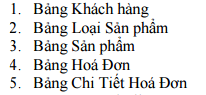 1. Bảng Khách hàng
2. Bảng Loại Sản phẩm
3. Bảng Sản phẩm
4. Bảng Hoá Đơn
5. Bảng Chi Tiết Hoá Đơn